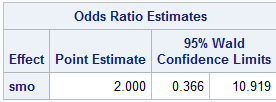 Odds Ratio Estimates
Effect Point Estimate 95% Wald Confidence Limits
smo 2.000 0.366 10.919